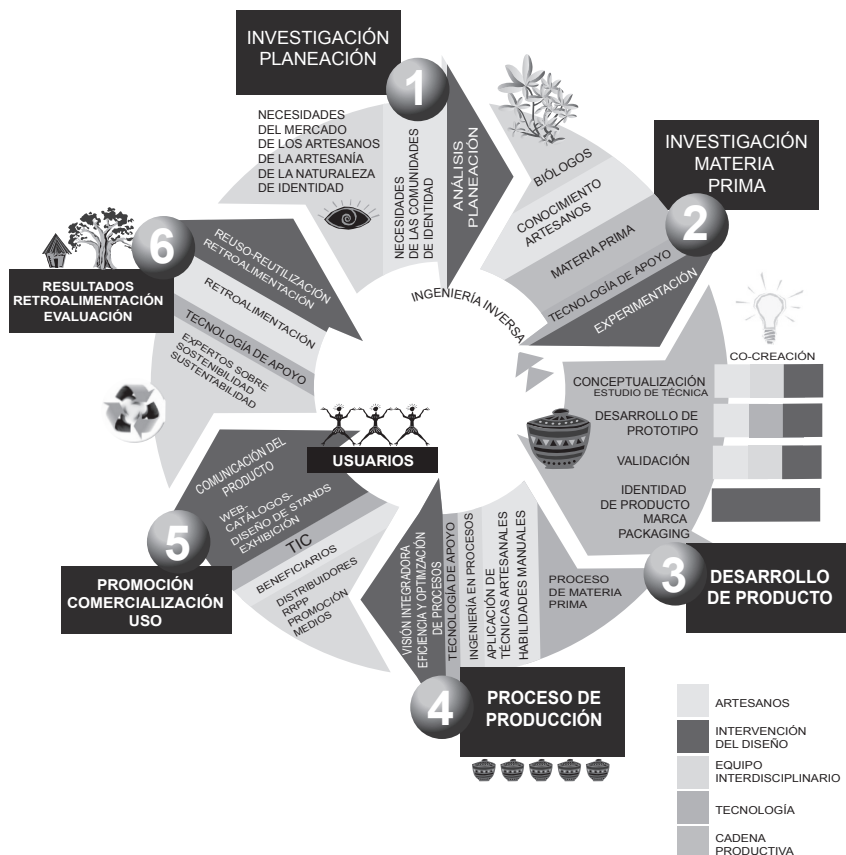 INVESTIGACIÓN
PLANEACIÓN
1
NECESIDADES
DEL MERCADO
DE LOS ARTESANOS
DE LA ARTESANÍA
DE LA NATURALEZA
DE IDENTIDAD
NECESIDADES
DE LAS COMUNIDADES
DE IDENTIDAD
ANÁLISIS
PLANEACIÓN
INVESTIGACIÓN
MATERIA
PRIMA
2
BIÓLOGOS
CONOCIMIENTO
ARTESANOS
MATERIA PRIMA
TECNOLOGÍA DE APOYO
EXPERIMENTACIÓN
INGENIERÍA INVERSA
CO-CREACIÓN
CONCEPTUALIZACIÓN
ESTUDIO DE TÉCNICA
DESARROLLO DE
PROTOTIPO
VALIDACIÓN
IDENTIDAD
DE PRODUCTO
MARCA
PACKAGING
3
DESARROLLO
DE PRODUCTO
PROCESO
DE MATERIA
PRIMA
APLICACIÓN DE
TÉCNICAS ARTESANALES
HABILIDADES MANUALES
INGENIERÍA EN PROCESOS
TECNOLOGÍA DE APOYO
VISIÓN INTEGRADORA
EFICIENCIA Y OPTIMZACIÓN
DE PROCESOS
4
PROCESO DE
PRODUCCIÓN
USUARIOS
COMUNICACIÓN DEL
PRODUCTO
WEB-
CATÁLOGOS-
DISEÑO DE STANDS
EXHIBICIÓN
TIC
BENEFICIARIOS
DISTRIBUIDORES
RRPP
PROMOCIÓN
MEDIOS
5
PROMOCIÓN
COMERCIALIZACIÓN
USO
6
RESULTADOS
RETROALIMENTACIÓN
EVALUACIÓN
REUSO-REUTILIZACIÓN
RETROALIMENTACIÓN
RETROALIMENTACIÓN
TECNOLOGÍA DE APOYO
EXPERTOS SOBRE
SOSTENIBILIDAD
SUSTENTABILIDAD
ARTESANOS
INTERVENCIÓN
DEL DISEÑO
EQUIPO
INTERDISCIPLINARIO
TECNOLOGÍA
CADENA
PRODUCTIVA